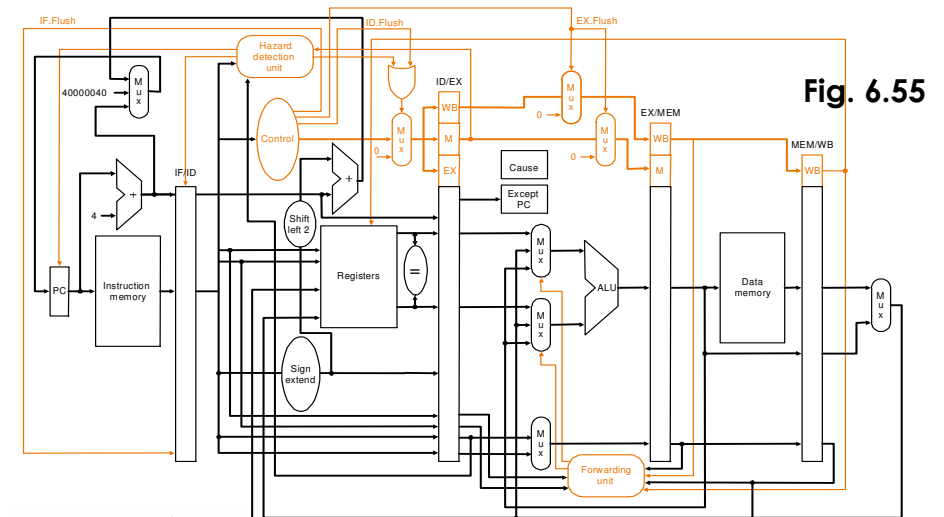 IF.Flush
ID.Flush
EX.Flush
Hazard
detection
unit
M
u
x
40000040
ID/EX
M
u
x
0
Fig. 6.55
EX/MEM
WB
Control
M
u
x
0
M
M
u
x
0
WB
M
MEM/WB
WB
EX
Cause
Except
PC
IF/ID
+
4
+
Shift
left 2
PC
Instruction
memory
Registers
=
M
u
x
ALU
M
u
x
Data
memory
M
u
x
Sign
extend
M
u
x
Forwarding
unit